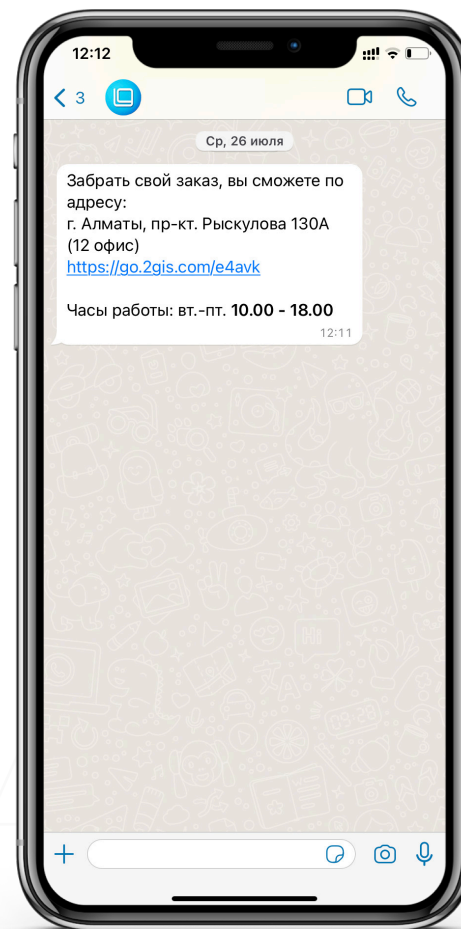 12:12
3
Ср, 26 июля
Забрать свой заказ, вы сможете по
адресу:
г. Алматы, пр-кт. Рыскулова 130А
(12 офис)
https://go.2gis.com/e4avk
Часы работы: вт.-пт. 10.00 - 18.00
12:11